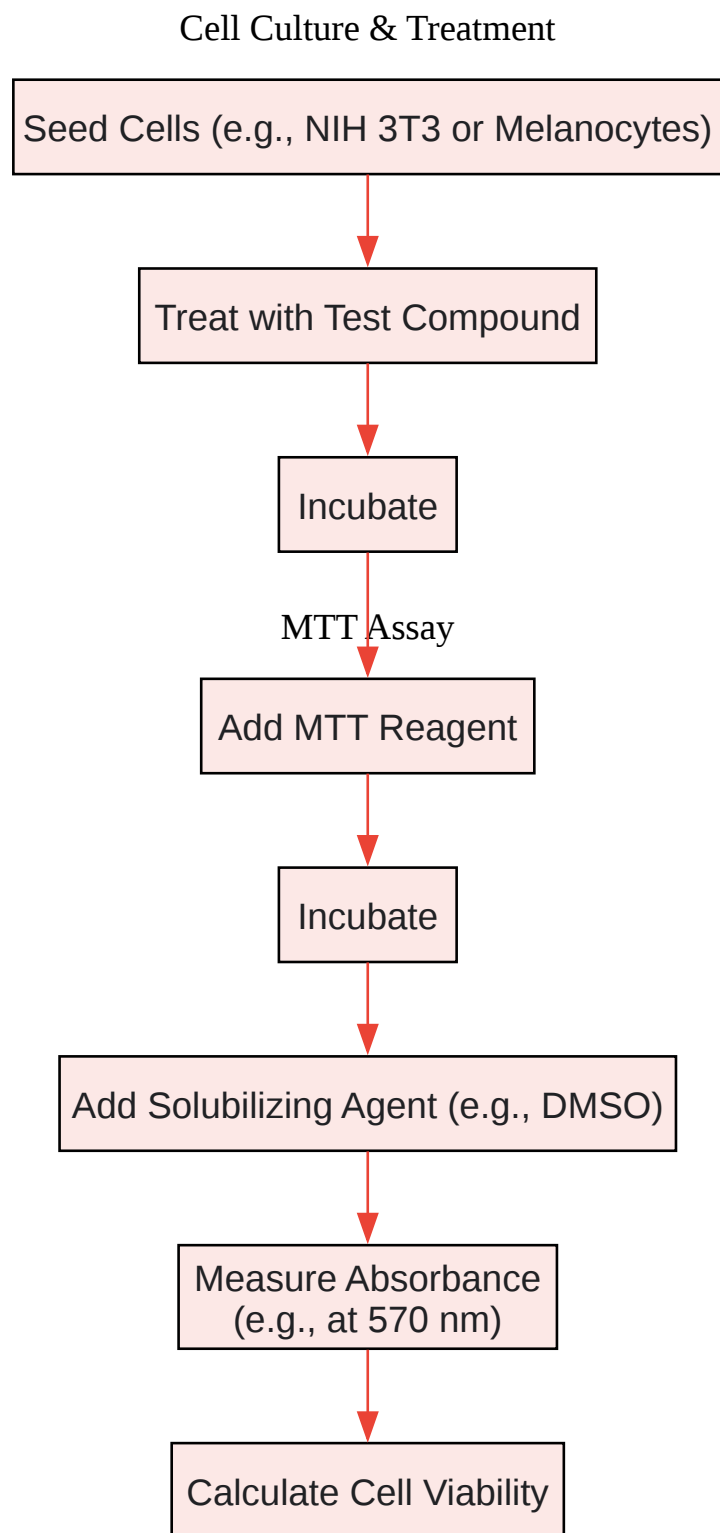 Cell Culture & Treatment
Seed Cells (e.g., NIH 3T3 or Melanocytes)
Treat with Test Compound
Incubate
MTT Assay
Add MTT Reagent
Incubate
Add Solubilizing Agent (e.g., DMSO)
Measure Absorbance
(e.g., at 570 nm)
Calculate Cell Viability